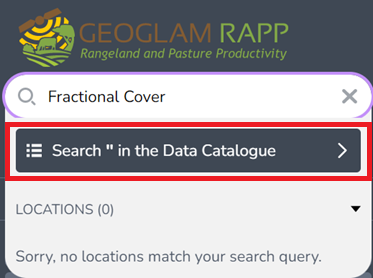 GEOGLAM RAPP
Rangeland and Pasture Productivity
Fractional Cover
Search '' in the Data Catalogue
LOCATIONS (0)
Sorry, no locations match your search query.